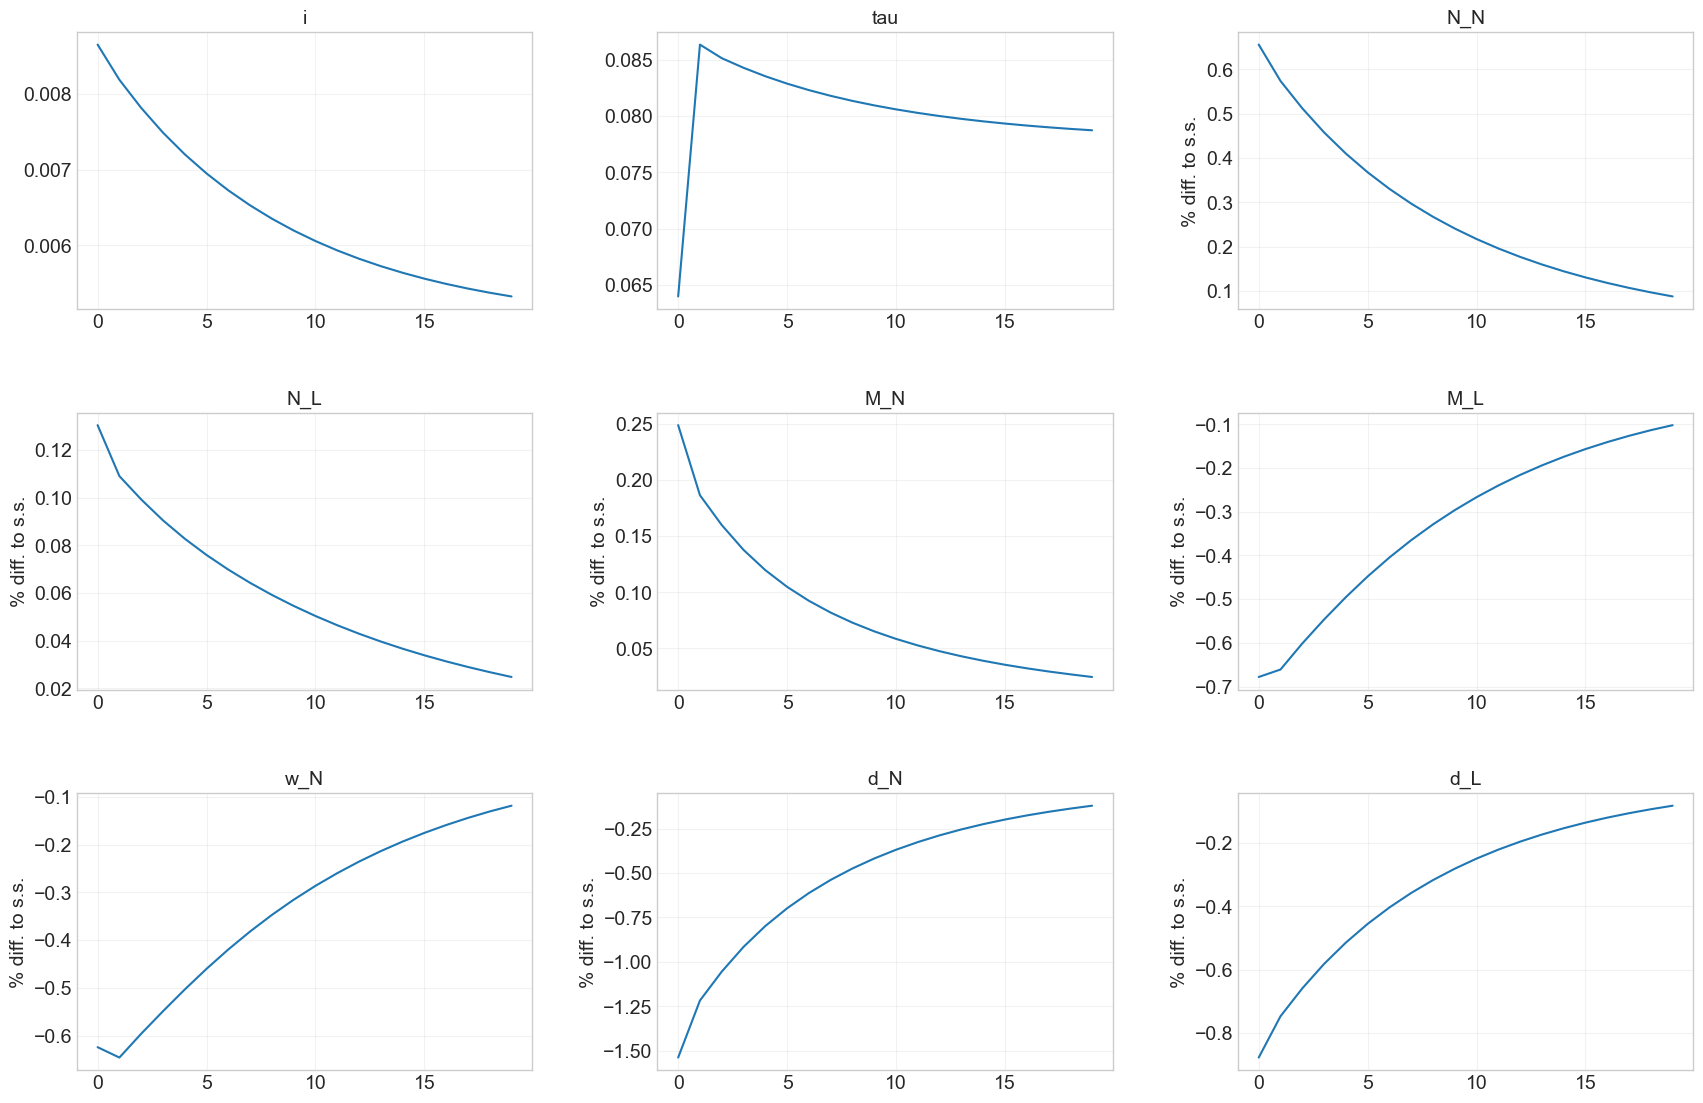 i
0.008
0.007
0.006
0 5 10 15
tau
0.085
0.080
0.075
0.070
0.065
0 5 10 15
N_N
% diff. to s.s.
0.6
0.5
0.4
0.3
0.2
0.1
0 5 10 15
N_L
% diff. to s.s.
0.12
0.10
0.08
0.06
0.04
0.02
0 5 10 15
M_N
% diff. to s.s.
0.25
0.20
0.15
0.10
0.05
0 5 10 15
M_L
% diff. to s.s.
−0.1
−0.2
−0.3
−0.4
−0.5
−0.6
−0.7
0 5 10 15
w_N
% diff. to s.s.
−0.1
−0.2
−0.3
−0.4
−0.5
−0.6
0 5 10 15
d_N
% diff. to s.s.
−0.25
−0.50
−0.75
−1.00
−1.25
−1.50
0 5 10 15
d_L
% diff. to s.s.
−0.2
−0.4
−0.6
−0.8
0 5 10 15